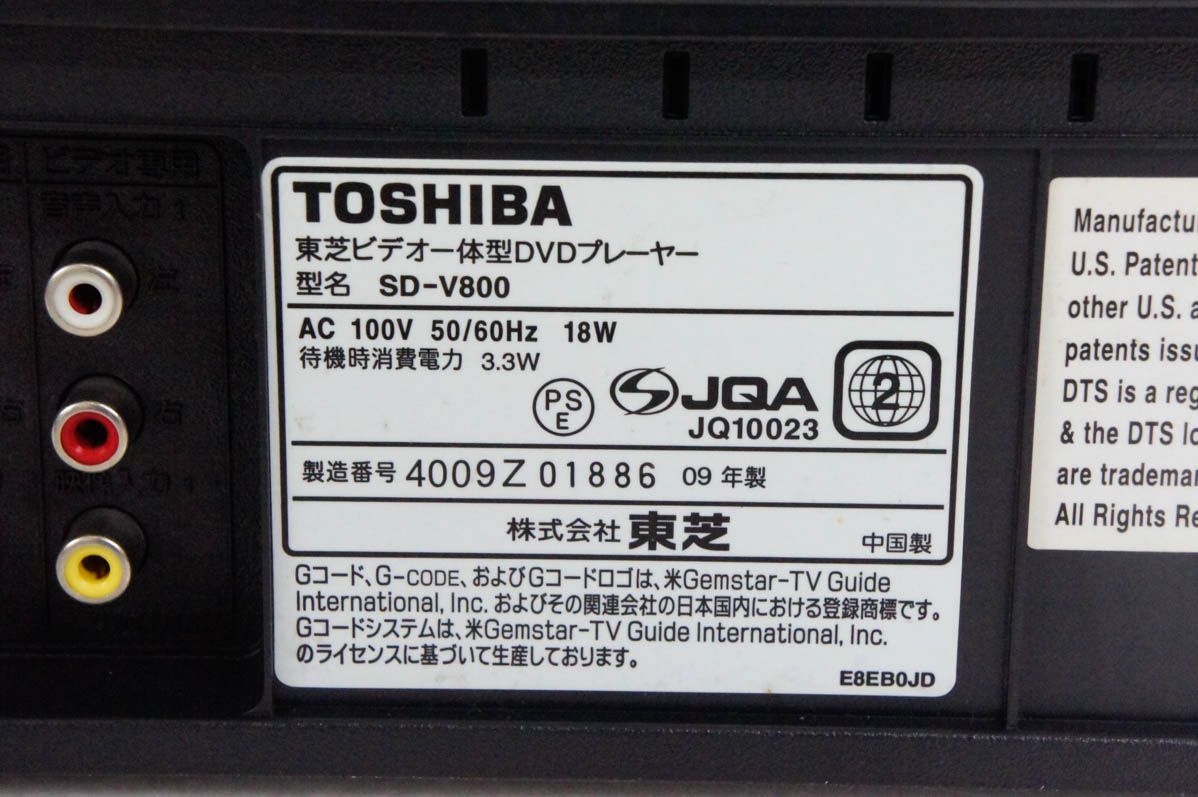 ビデオ専用
音声入力1
左
右
映像入力1
TOSHIBA
東芝ビデオ一体型DVDプレーヤー
型名 SD-V800
AC 100V 50/60Hz 18W
待機時消費電力 3.3W
PS
E
JQA
JQ10023
2
製造番号 4009Z01886 09年製
株式会社 東芝
中国製
Gコード、G-CODE、およびGコードロゴは、米Gemstar-TV Guide
International, Inc. およびその関連会社の日本国内における登録商標です。
Gコードシステムは、米Gemstar-TV Guide International, Inc.
のライセンスに基づいて生産しております。
E8EB0JD
Manufactu
U.S. Patent
other U.S. a
patents issu
DTS is a reg
& the DTS lo
are tradema
All Rights Re